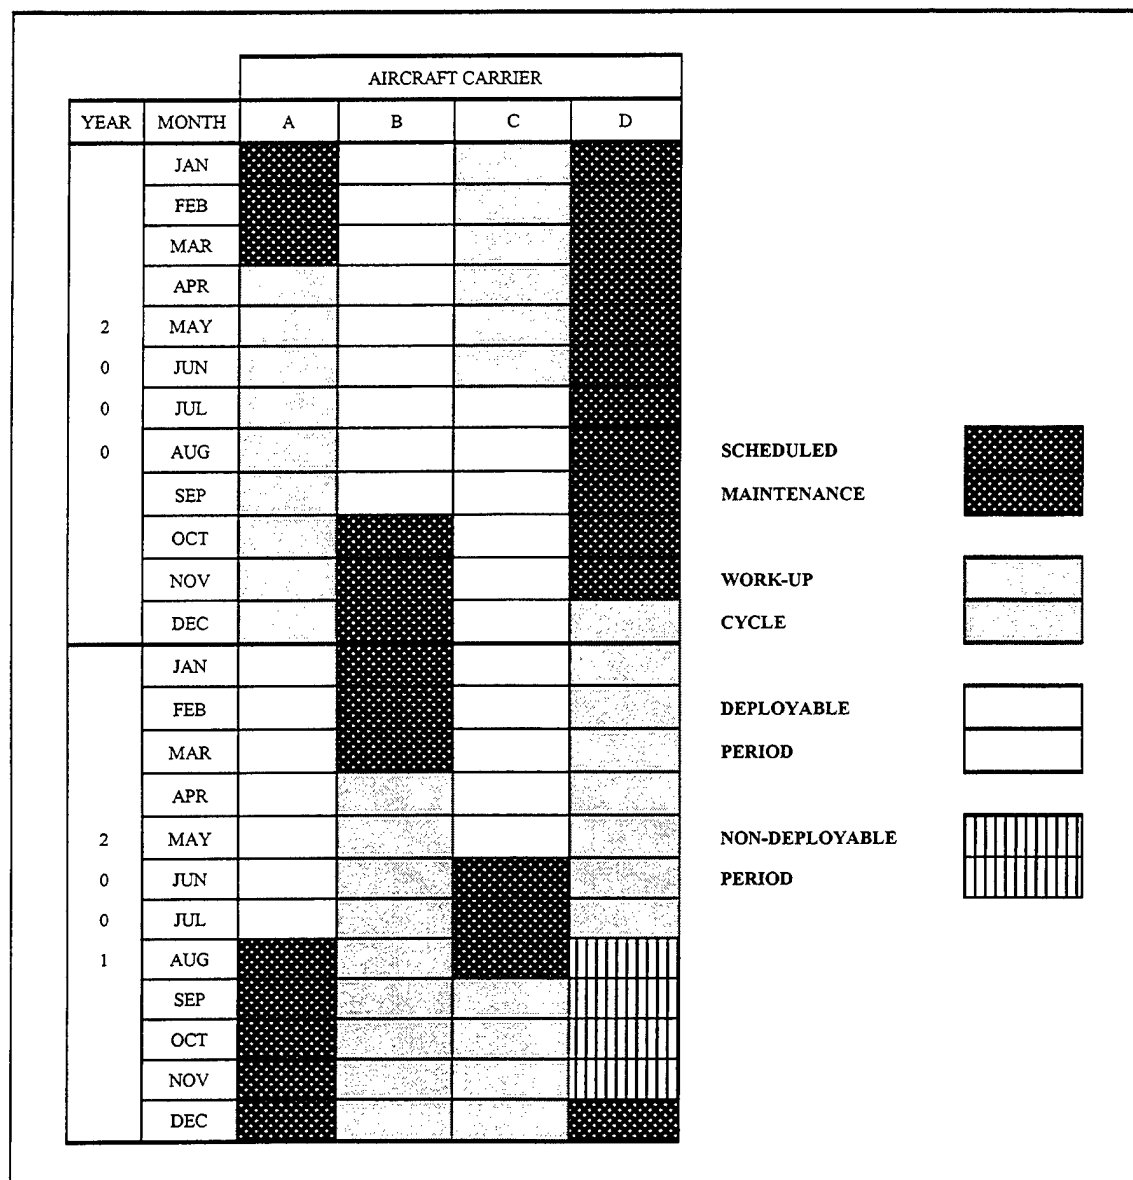 AIRCRAFT CARRIER
YEAR MONTH A B C D
JAN
FEB
MAR
APR
2 MAY
0 JUN
0 JUL
0 AUG SCHEDULED
SEP MAINTENANCE
OCT
NOV WORK-UP
DEC CYCLE
JAN
FEB DEPLOYABLE
MAR PERIOD
APR
2 MAY NON-DEPLOYABLE
0 JUN PERIOD
0 JUL
1 AUG
SEP
OCT
NOV
DEC